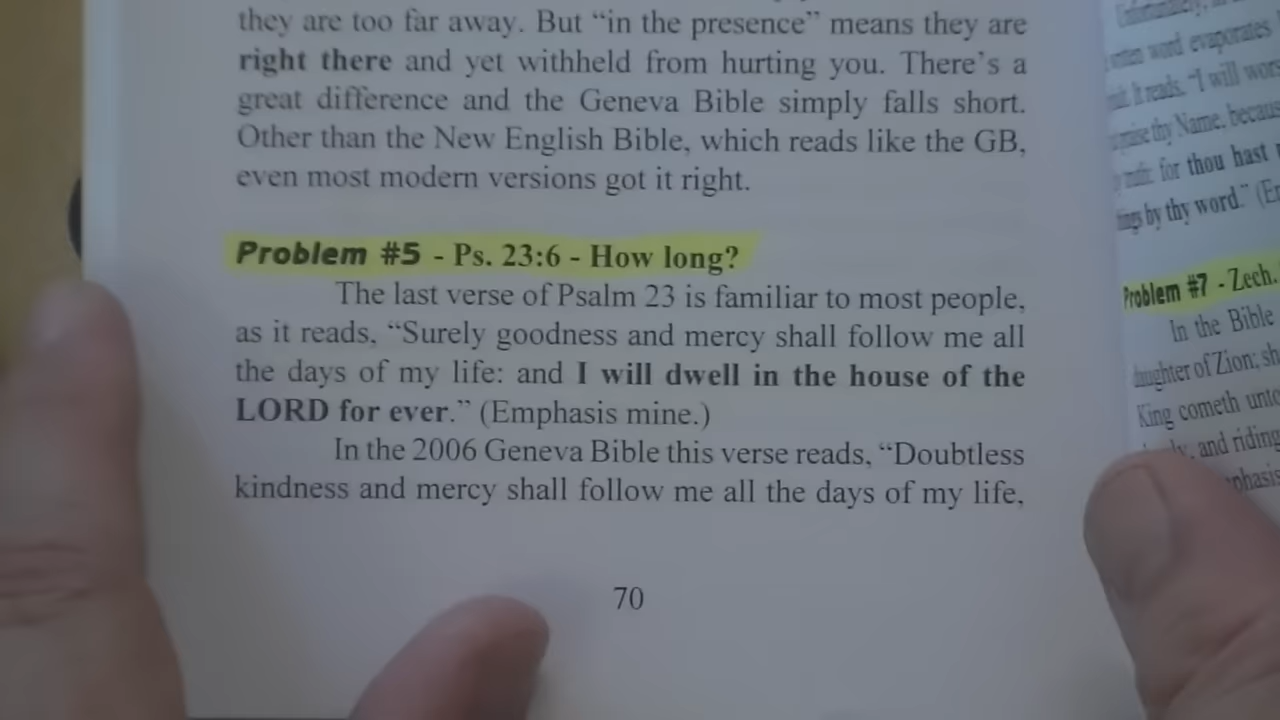 they are too far away. But “in the presence” means they are
right there and yet withheld from hurting you. There’s a
great difference and the Geneva Bible simply falls short.
Other than the New English Bible, which reads like the GB,
even most modern versions got it right.
Problem #5 - Ps. 23:6 - How long?
The last verse of Psalm 23 is familiar to most people,
as it reads, “Surely goodness and mercy shall follow me all
the days of my life: and I will dwell in the house of the
LORD for ever.” (Emphasis mine.)
In the 2006 Geneva Bible this verse reads, “Doubtless
kindness and mercy shall follow me all the days of my life,
70
Unfortunately,
written word evaporates
It reads, “I will
thy Name,
for thou hast
by thy word.”
Problem #7 - Zech.
In the Bible
daughter of Zion;
King cometh
and riding